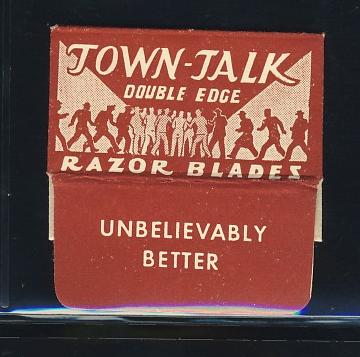 TOWN-TALK
DOUBLE EDGE
RAZOR BLADES
UNBELIEVABLY
BETTER